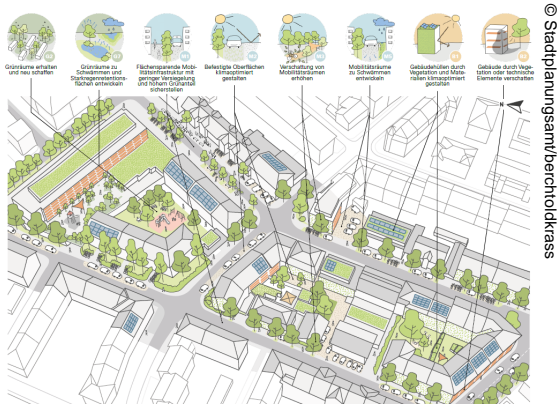 Grünräume erhalten
und neu schaffen
Grünräume zu
Schwämmen und
Starkregenretentions-
flächen entwickeln
Flächensparende Mobi-
litätsinfrastruktur mit
geringer Versiegelung
und hohem Grünanteil
sicherstellen
Befestigte Oberflächen
klimaoptimiert
gestalten
Verschattung von
Mobilitätsräumen
erhöhen
Mobilitätsräume
zu Schwämmen
entwickeln
Gebäudehüllen durch
Vegetation und Mate-
rialien klimaoptimiert
gestalten
Gebäude durch Vege-
tation oder technische
Elemente verschatten
N
© Stadtplanungsamt/berchtoldkrass